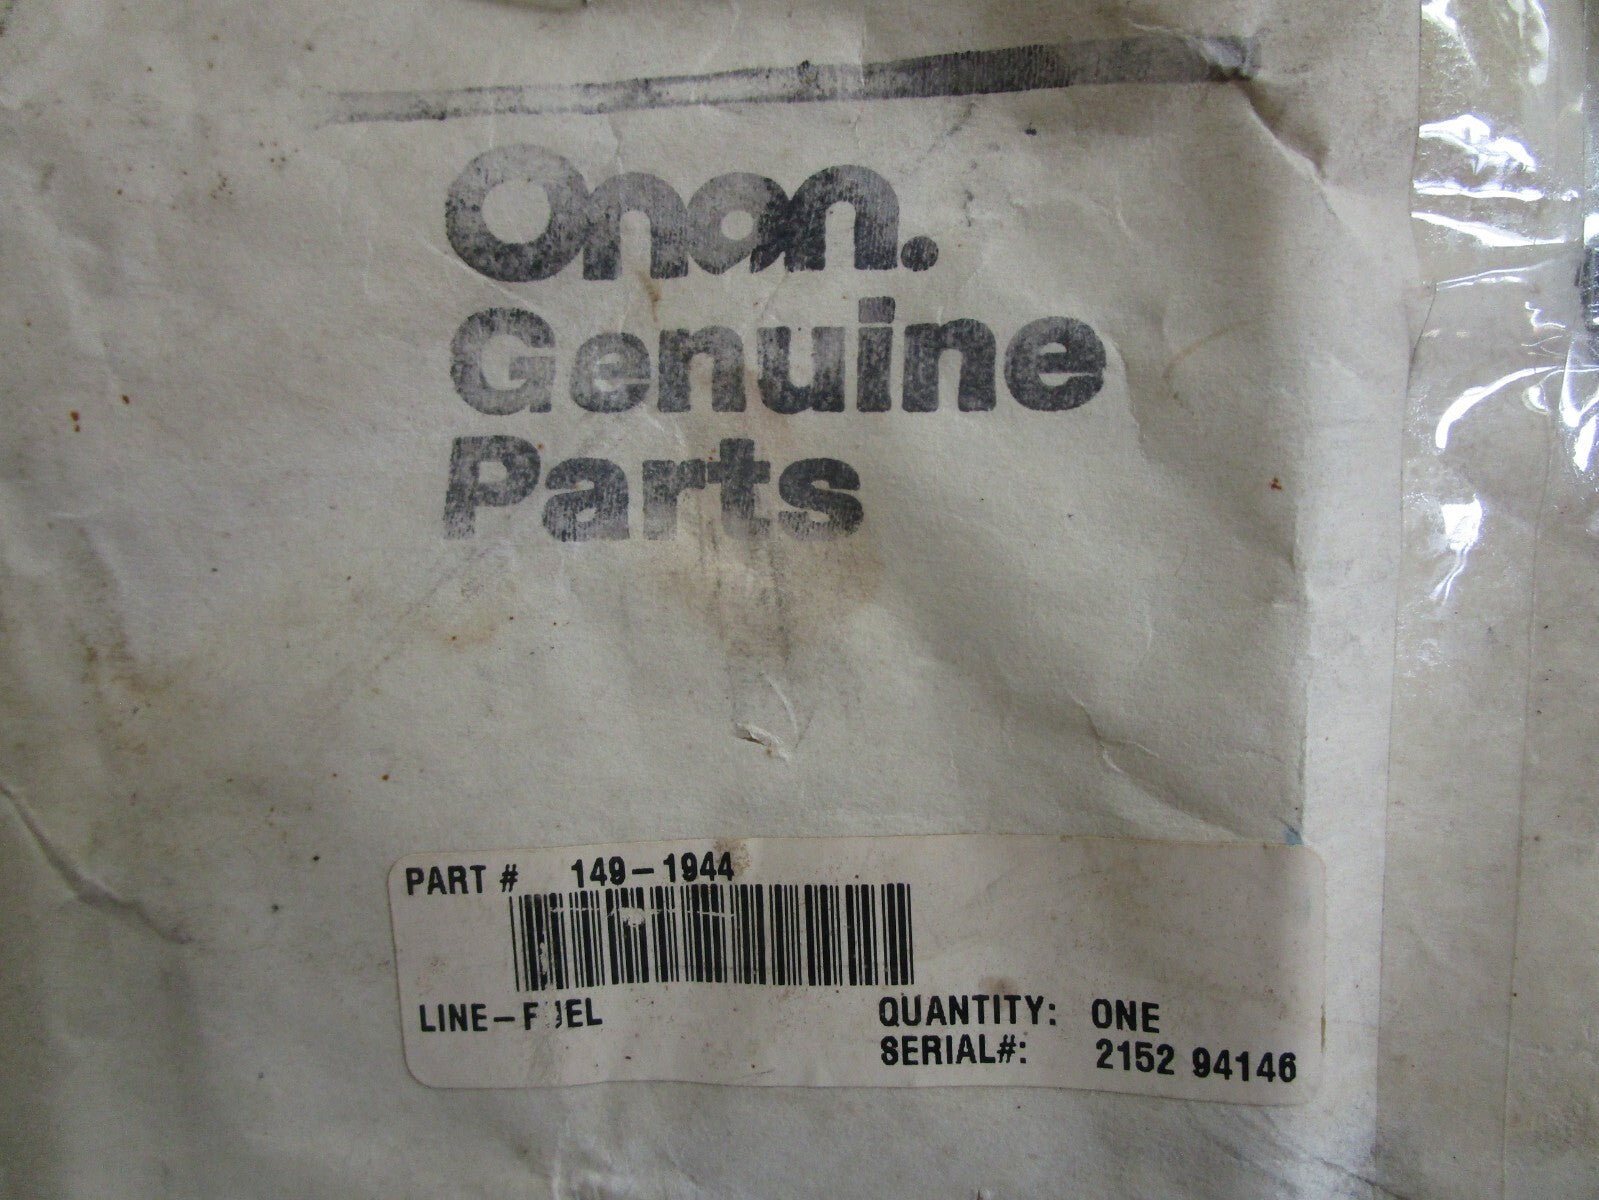 Onan.
Genuine
Parts
PART # 149-1944
LINE-FUEL
QUANTITY: ONE
SERIAL#: 2152 94146